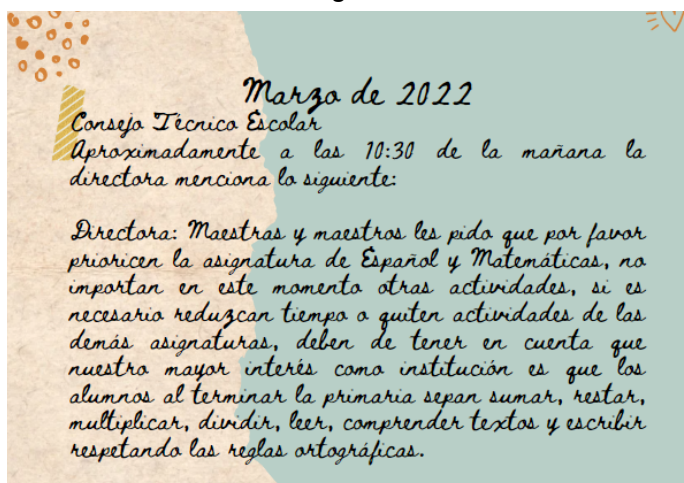 Marzo de 2022
Consejo Técnico Escolar
Aproximadamente a las 10:30 de la mañana la
directora menciona lo siguiente:
Directora: Maestras y maestros les pido que por favor
prioricen la asignatura de Español y Matemáticas, no
importan en este momento otras actividades, si es
necesario reduzcan tiempo o quiten actividades de las
demás asignaturas, deben de tener en cuenta que
nuestro mayor interés como institución es que los
alumnos al terminar la primaria sepan sumar, restar,
multiplicar, dividir, leer, comprender textos y escribir
respetando las reglas ortográficas.